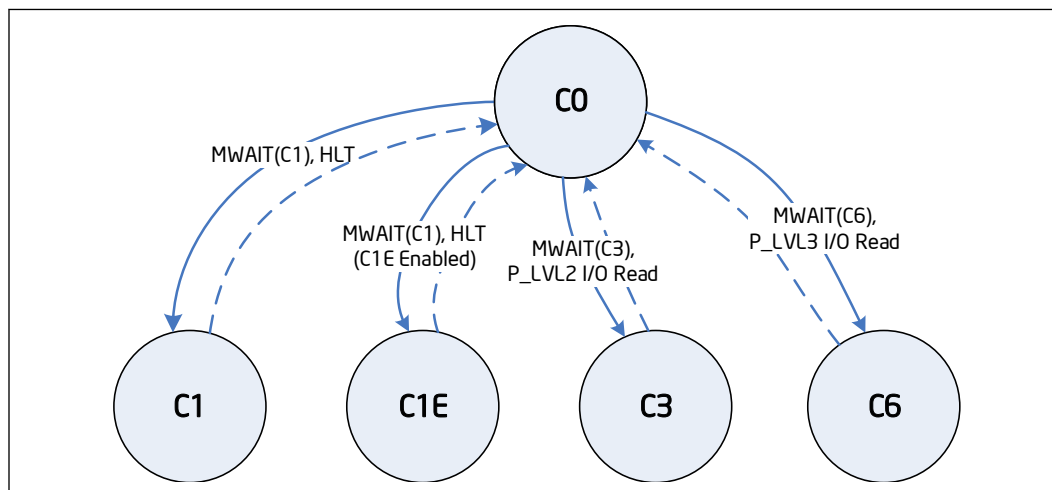 C0
MWAIT(C1), HLT
MWAIT(C1), HLT
(C1E Enabled)
MWAIT(C3),
P_LVL2 I/O Read
MWAIT(C6),
P_LVL3 I/O Read
C1
C1E
C3
C6